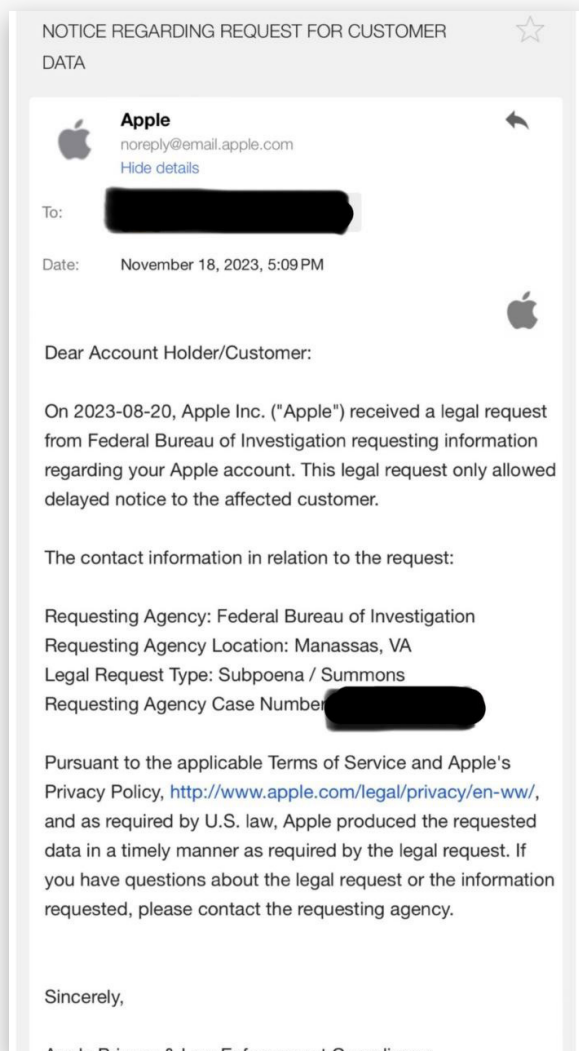 NOTICE REGARDING REQUEST FOR CUSTOMER
DATA
Apple
noreply@email.apple.com
Hide details
To:
Date: November 18, 2023, 5:09 PM
Dear Account Holder/Customer:
On 2023-08-20, Apple Inc. ("Apple") received a legal request
from Federal Bureau of Investigation requesting information
regarding your Apple account. This legal request only allowed
delayed notice to the affected customer.
The contact information in relation to the request:
Requesting Agency: Federal Bureau of Investigation
Requesting Agency Location: Manassas, VA
Legal Request Type: Subpoena / Summons
Requesting Agency Case Number
Pursuant to the applicable Terms of Service and Apple's
Privacy Policy, http://www.apple.com/legal/privacy/en-ww/,
and as required by U.S. law, Apple produced the requested
data in a timely manner as required by the legal request. If
you have questions about the legal request or the information
requested, please contact the requesting agency.
Sincerely,